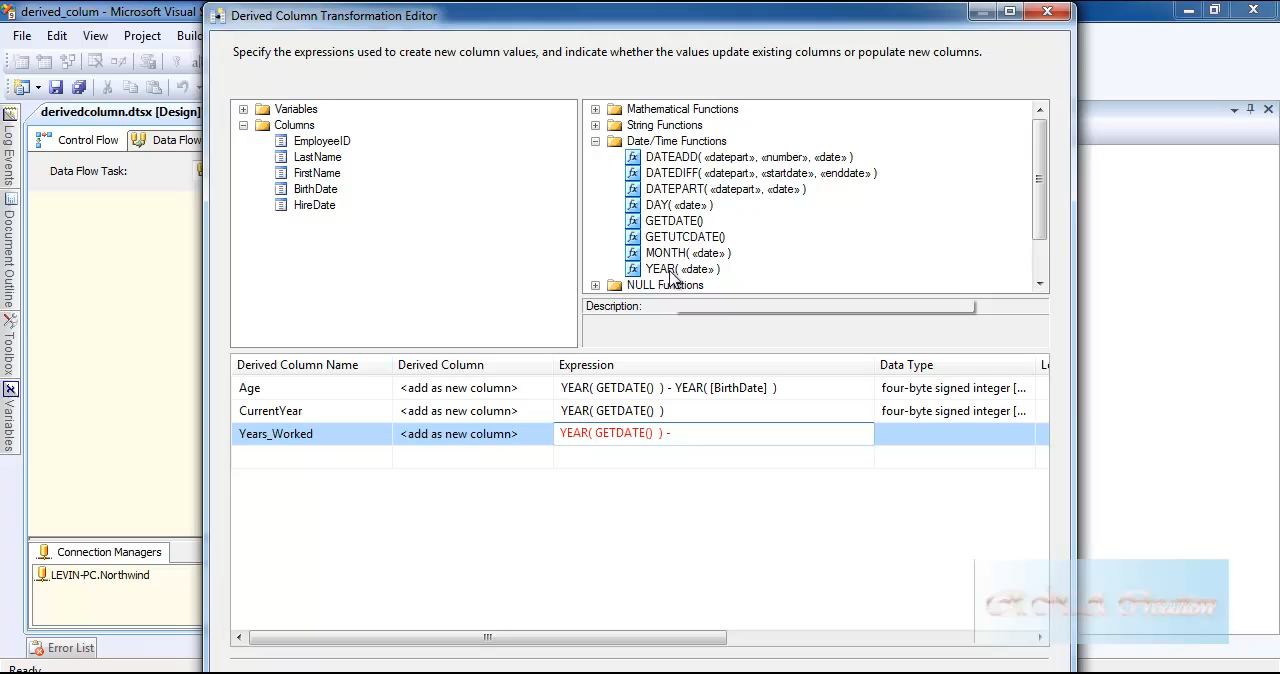 derived_colum - Microsoft Visual S
Derived Column Transformation Editor
File Edit View Project Buil
Specify the expressions used to create new column values, and indicate whether the values update existing columns or populate new columns.
derivedcolumn.dtsx [Design]
Control Flow
Data Flow
Data Flow Task:
Log Events
Document Outline
Toolbox
Variables
Variables
Columns
EmployeeID
LastName
FirstName
BirthDate
HireDate
Mathematical Functions
String Functions
Date/Time Functions
DATEADD( «datepart», «number», «date» )
DATEDIFF( «datepart», «startdate», «enddate» )
DATEPART( «datepart», «date» )
DAY( «date» )
GETDATE()
GETUTCDATE()
MONTH( «date» )
YEAR( «date» )
NULL Functions
Description:
Derived Column Name Derived Column Expression Data Type Le
Age <add as new column> YEAR( GETDATE() ) - YEAR( [BirthDate] ) four-byte signed integer [...
CurrentYear <add as new column> YEAR( GETDATE() ) four-byte signed integer [...
Years_Worked <add as new column> YEAR( GETDATE() ) -
Connection Managers
LEVIN-PC.Northwind
Error List
Ready